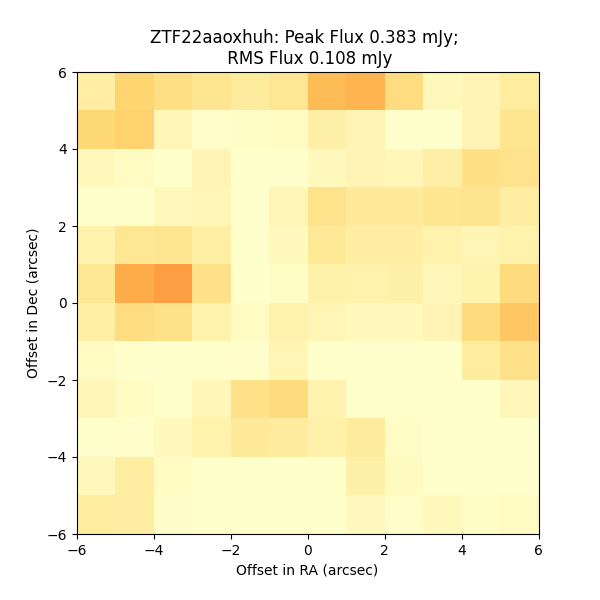 ZTF22aaoxhuh: Peak Flux 0.383 mJy;
RMS Flux 0.108 mJy
6
4
2
0
−2
−4
−6
Offset in Dec (arcsec)
−6 −4 −2 0 2 4 6
Offset in RA (arcsec)